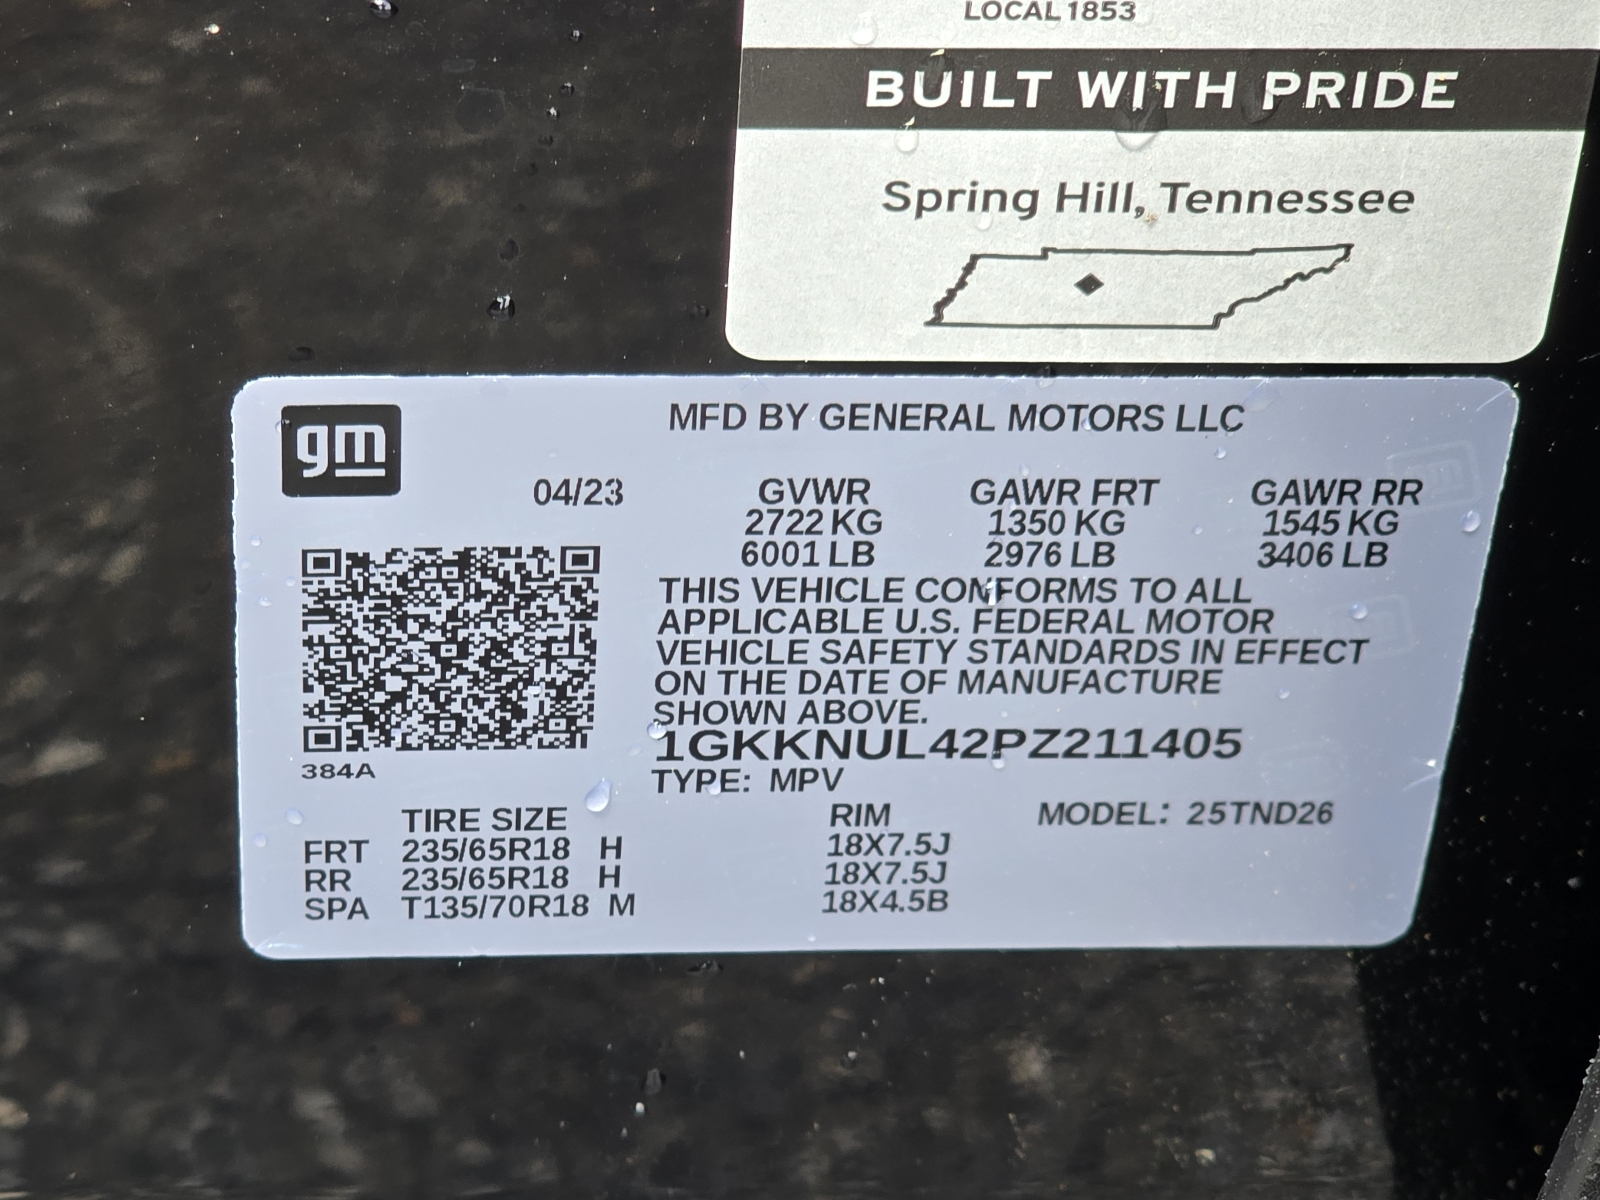 LOCAL 1853
BUILT WITH PRIDE
Spring Hill, Tennessee
gm
MFD BY GENERAL MOTORS LLC
04/23 GVWR GAWR FRT GAWR RR
2722 KG 1350 KG 1545 KG
6001 LB 2976 LB 3406 LB
THIS VEHICLE CONFORMS TO ALL
APPLICABLE U.S. FEDERAL MOTOR
VEHICLE SAFETY STANDARDS IN EFFECT
ON THE DATE OF MANUFACTURE
SHOWN ABOVE.
1GKKNUL42PZ211405
384A
TYPE: MPV
TIRE SIZE RIM MODEL: 25TND26
FRT 235/65R18 H 18X7.5J
RR 235/65R18 H 18X7.5J
SPA T135/70R18 M 18X4.5B